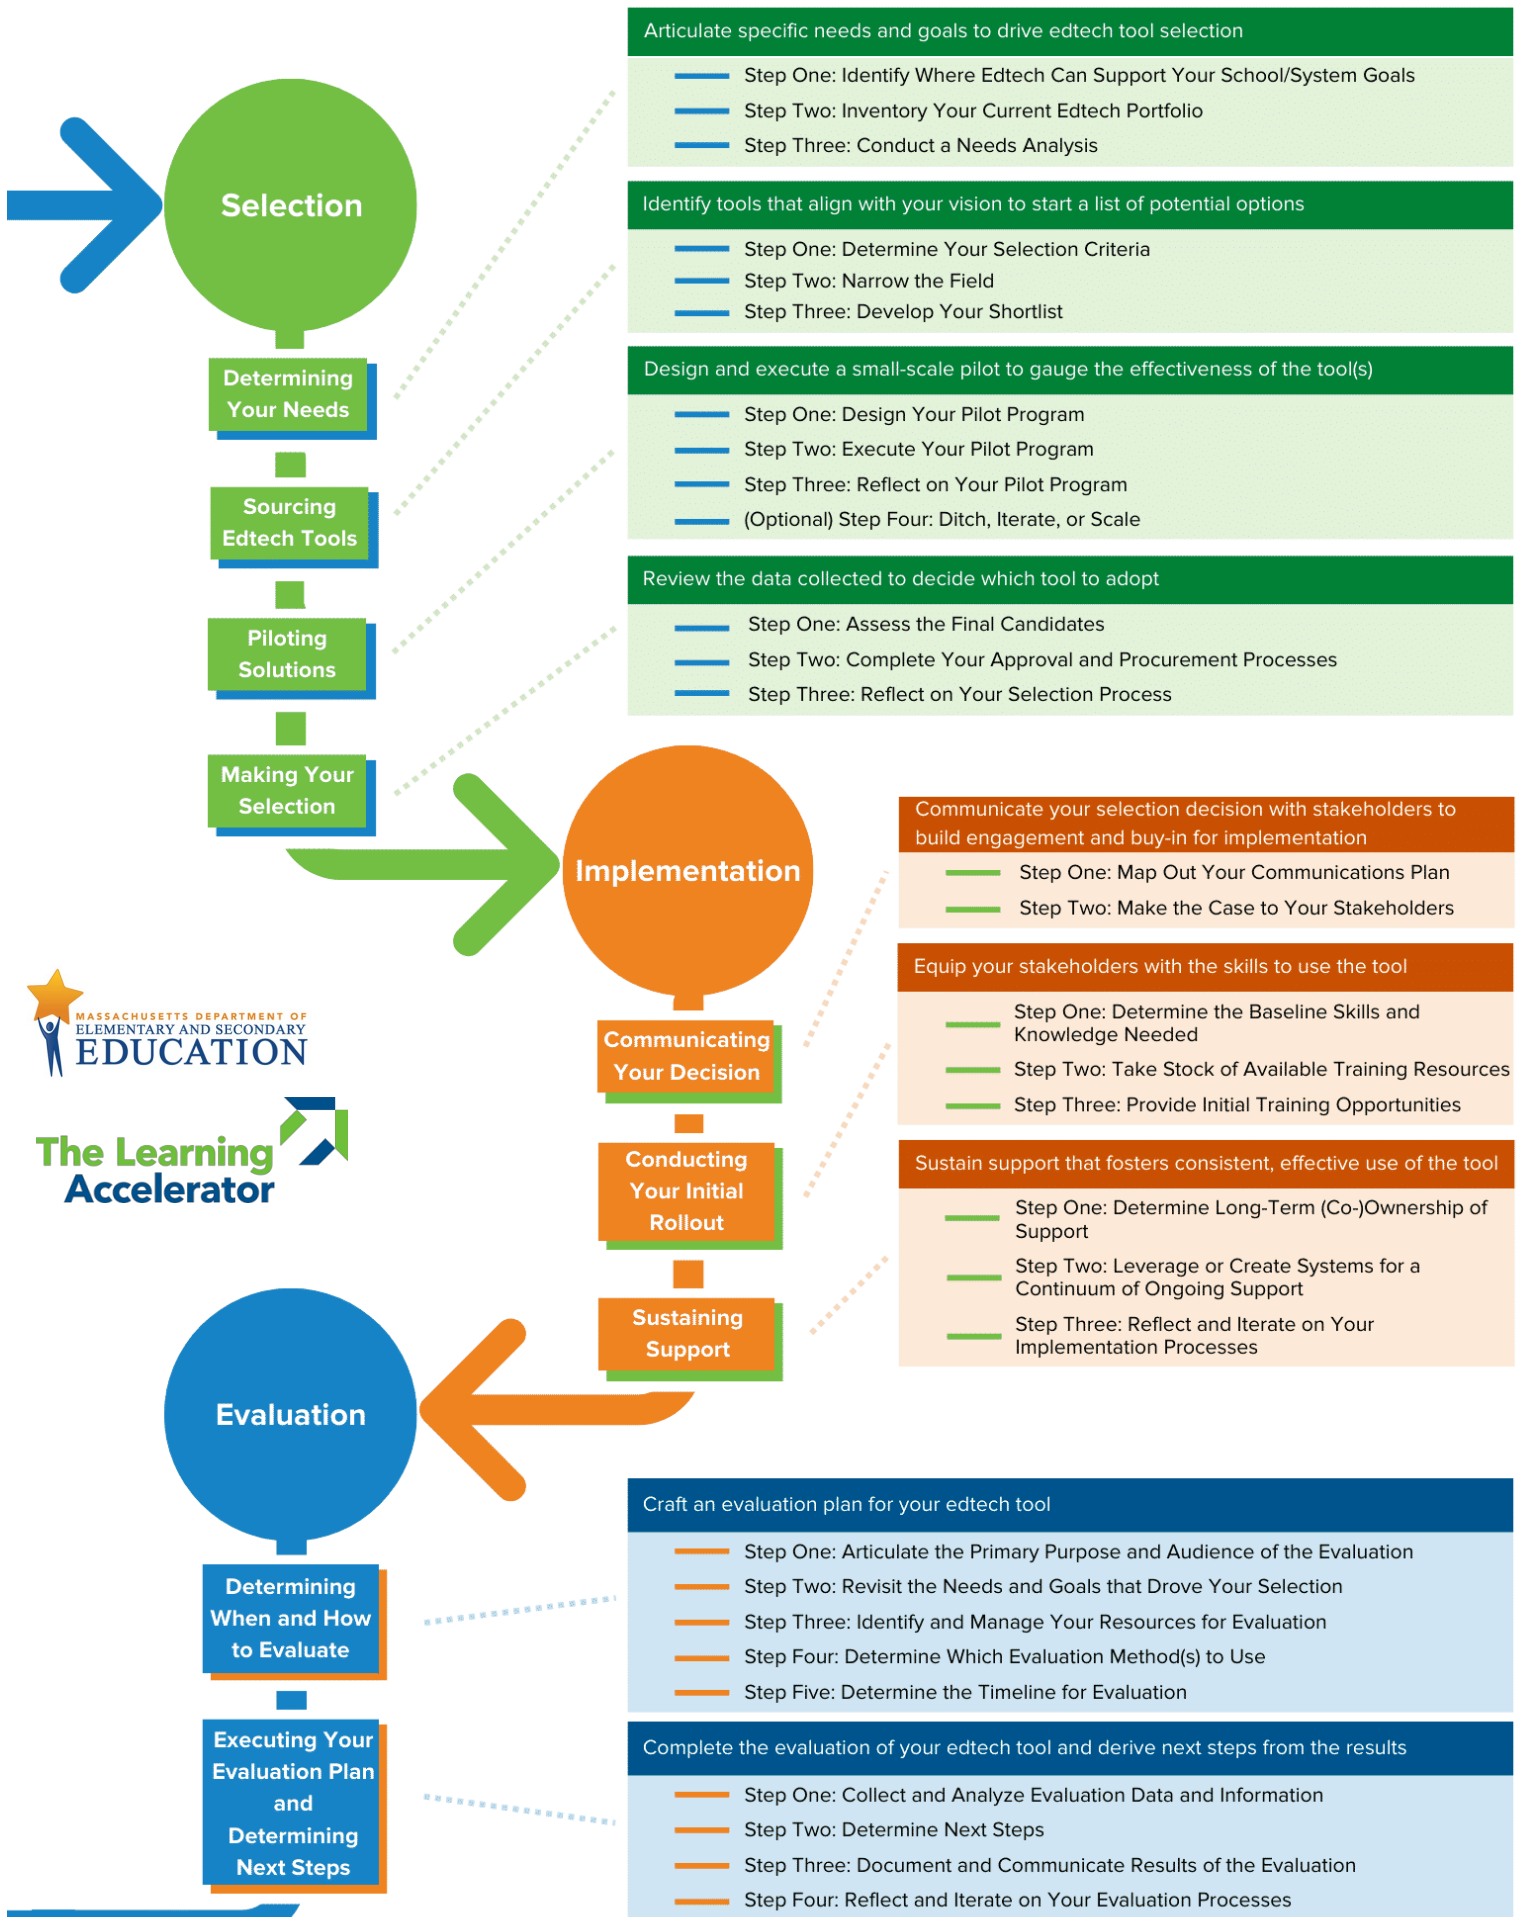 Selection
Determining
Your Needs
Articulate specific needs and goals to drive edtech tool selection
Step One: Identify Where Edtech Can Support Your School/System Goals
Step Two: Inventory Your Current Edtech Portfolio
Step Three: Conduct a Needs Analysis
Sourcing
Edtech Tools
Identify tools that align with your vision to start a list of potential options
Step One: Determine Your Selection Criteria
Step Two: Narrow the Field
Step Three: Develop Your Shortlist
Piloting
Solutions
Design and execute a small-scale pilot to gauge the effectiveness of the tool(s)
Step One: Design Your Pilot Program
Step Two: Execute Your Pilot Program
Step Three: Reflect on Your Pilot Program
(Optional) Step Four: Ditch, Iterate, or Scale
Making Your
Selection
Review the data collected to decide which tool to adopt
Step One: Assess the Final Candidates
Step Two: Complete Your Approval and Procurement Processes
Step Three: Reflect on Your Selection Process
Implementation
Communicating
Your Decision
Communicate your selection decision with stakeholders to
build engagement and buy-in for implementation
Step One: Map Out Your Communications Plan
Step Two: Make the Case to Your Stakeholders
Conducting
Your Initial
Rollout
Equip your stakeholders with the skills to use the tool
Step One: Determine the Baseline Skills and
Knowledge Needed
Step Two: Take Stock of Available Training Resources
Step Three: Provide Initial Training Opportunities
Sustaining
Support
Sustain support that fosters consistent, effective use of the tool
Step One: Determine Long-Term (Co-)Ownership of
Support
Step Two: Leverage or Create Systems for a
Continuum of Ongoing Support
Step Three: Reflect and Iterate on Your
Implementation Processes
MASSACHUSETTS DEPARTMENT OF
ELEMENTARY AND SECONDARY
EDUCATION
The Learning
Accelerator
Evaluation
Determining
When and How
to Evaluate
Craft an evaluation plan for your edtech tool
Step One: Articulate the Primary Purpose and Audience of the Evaluation
Step Two: Revisit the Needs and Goals that Drove Your Selection
Step Three: Identify and Manage Your Resources for Evaluation
Step Four: Determine Which Evaluation Method(s) to Use
Step Five: Determine the Timeline for Evaluation
Executing Your
Evaluation Plan
and
Determining
Next Steps
Complete the evaluation of your edtech tool and derive next steps from the results
Step One: Collect and Analyze Evaluation Data and Information
Step Two: Determine Next Steps
Step Three: Document and Communicate Results of the Evaluation
Step Four: Reflect and Iterate on Your Evaluation Processes